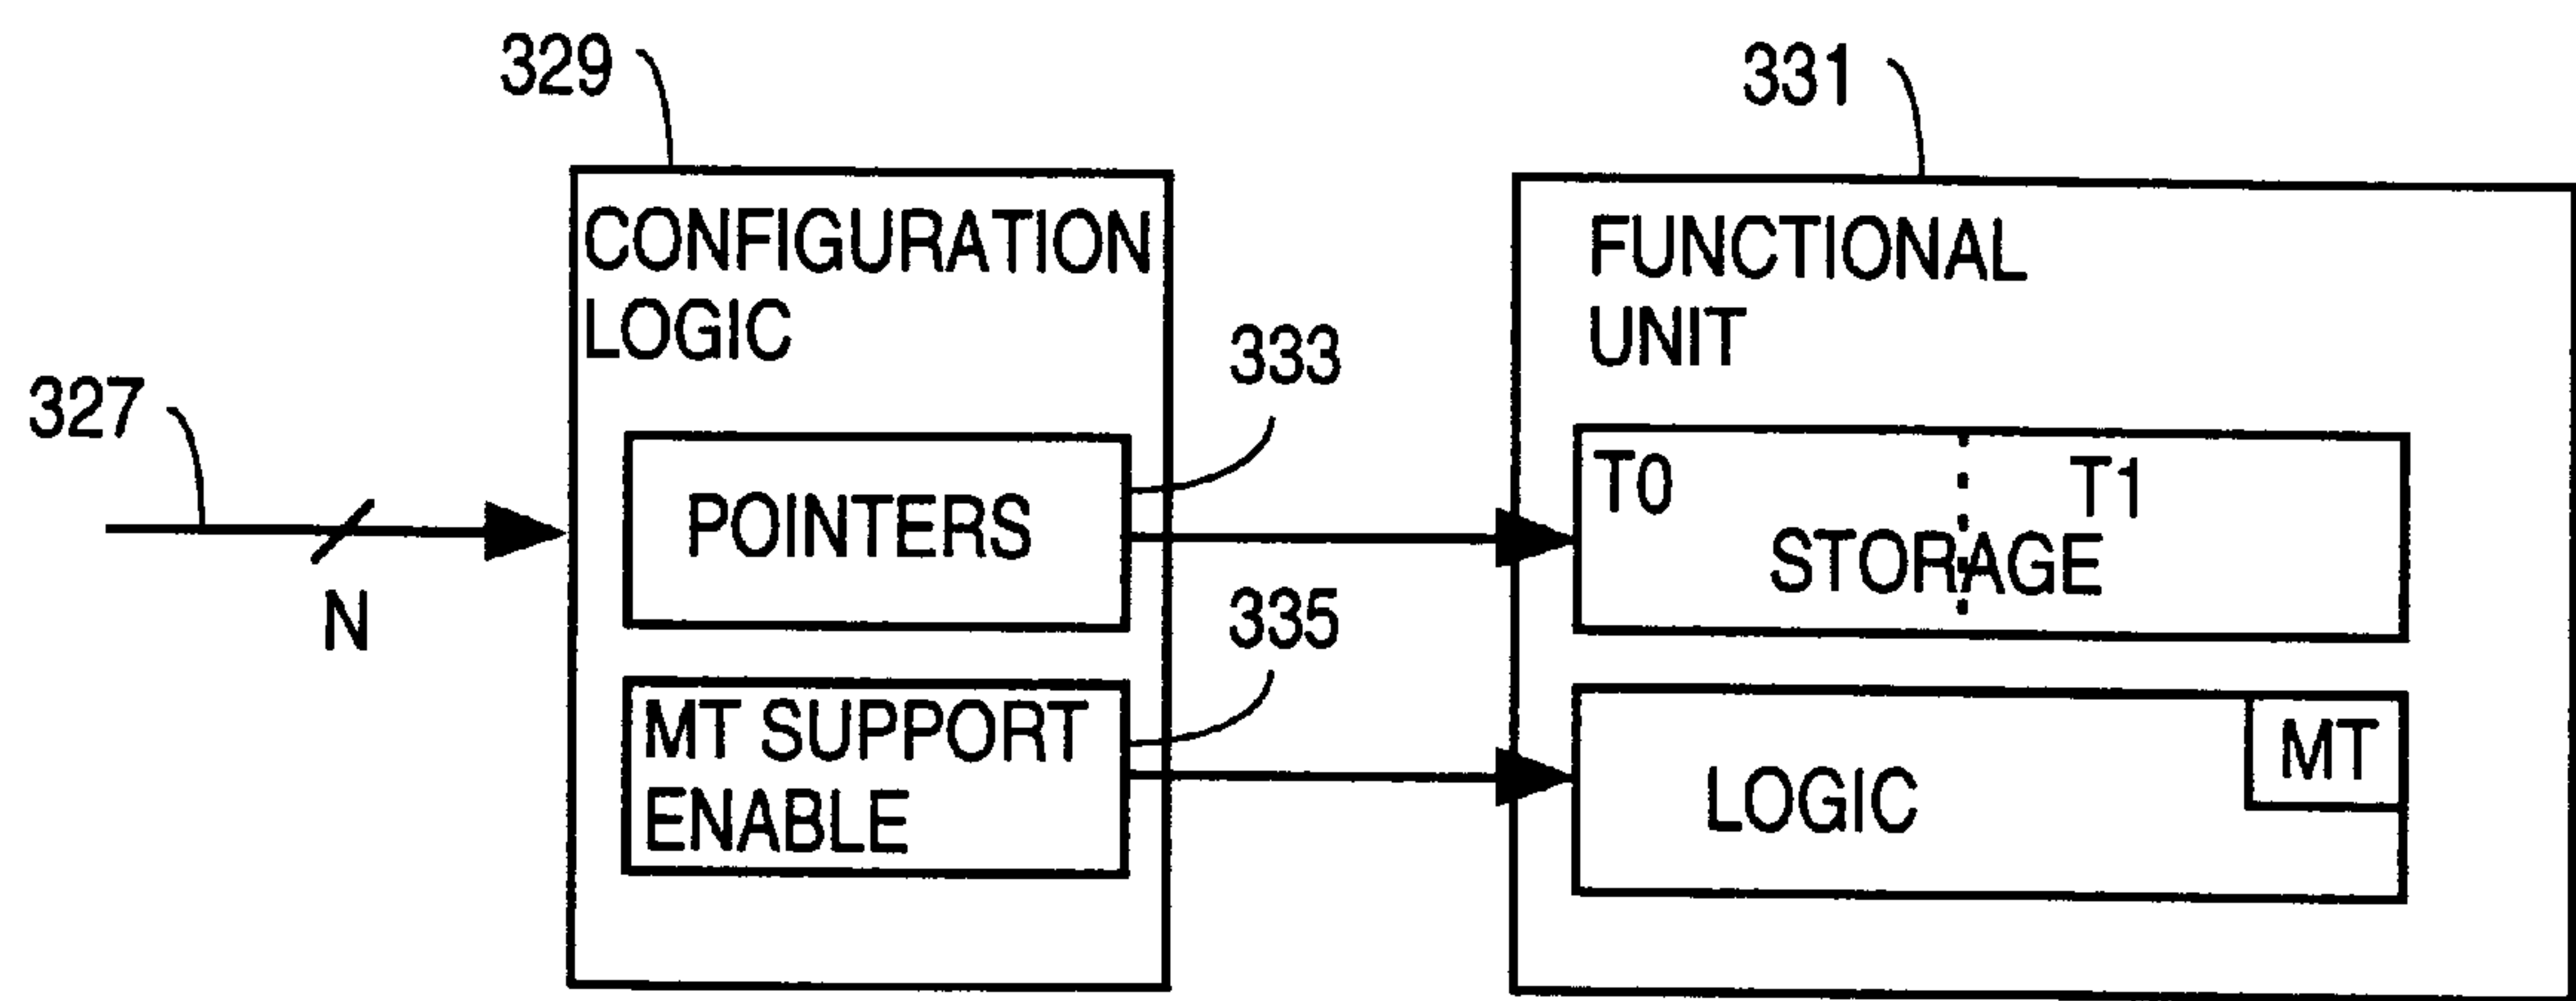 329
331
CONFIGURATION
LOGIC
FUNCTIONAL
UNIT
327
333
N
POINTERS
T0
T1
STORAGE
335
MT SUPPORT
ENABLE
LOGIC
MT